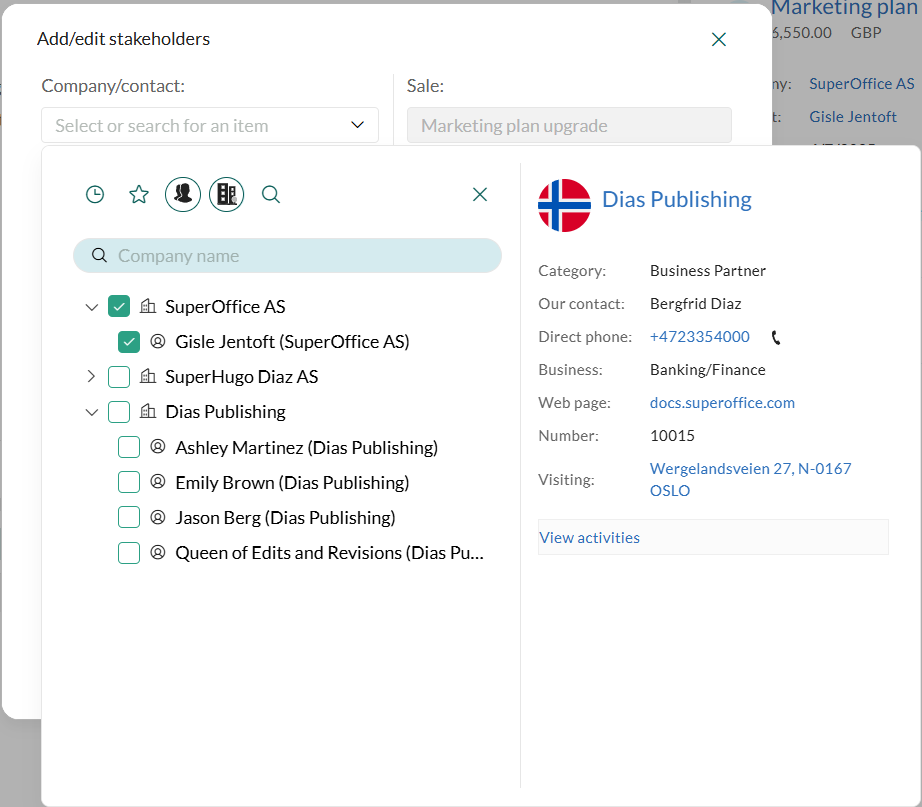 Marketing plan
6,550.00 GBP
Add/edit stakeholders
Company/contact:
Sale:
ny: SuperOffice AS
Select or search for an item
Marketing plan upgrade
t: Gisle Jentoft
Company name
SuperOffice AS
Gisle Jentoft (SuperOffice AS)
SuperHugo Diaz AS
Dias Publishing
Ashley Martinez (Dias Publishing)
Emily Brown (Dias Publishing)
Jason Berg (Dias Publishing)
Queen of Edits and Revisions (Dias Pu...
Dias Publishing
Category: Business Partner
Our contact: Bergfrid Diaz
Direct phone: +4723354000
Business: Banking/Finance
Web page: docs.superoffice.com
Number: 10015
Visiting: Wergelandsveien 27, N-0167
OSLO
View activities